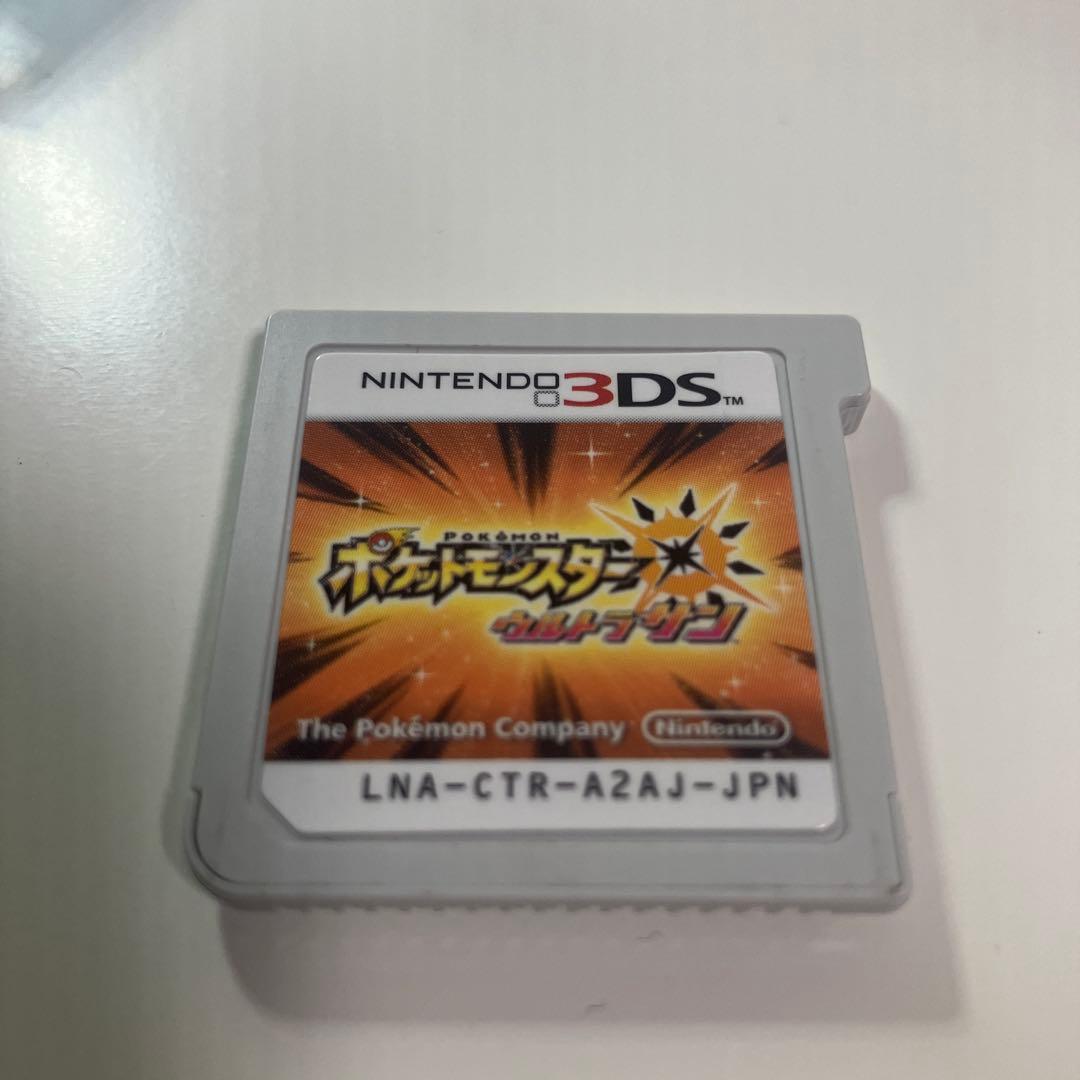 NINTENDO 3DS™
POKéMON
ポケットモンスター
ウルトラサン
The Pokémon Company Nintendo
LNA-CTR-A2AJ-JPN